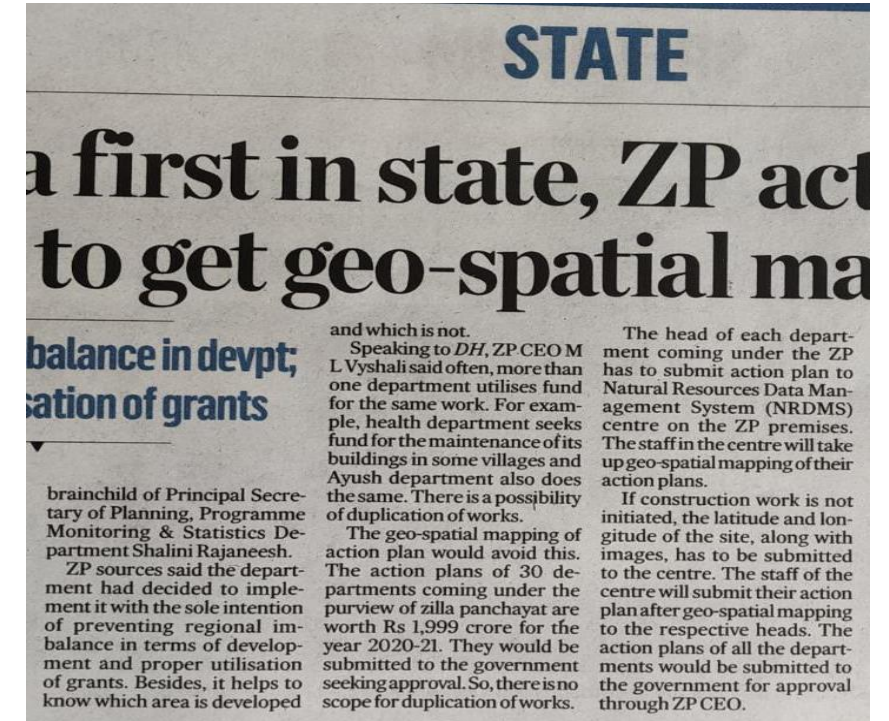 STATE
a first in state, ZP act
to get geo-spatial ma
balance in devpt;
sation of grants
brainchild of Principal Secre-
tary of Planning, Programme
Monitoring & Statistics De-
partment Shalini Rajaneesh.
ZP sources said the depart-
ment had decided to imple-
ment it with the sole intention
of preventing regional im-
balance in terms of develop-
ment and proper utilisation
of grants. Besides, it helps to
know which area is developed
and which is not.
Speaking to DH, ZP CEO M
L Vyshali said often, more than
one department utilises fund
for the same work. For exam-
ple, health department seeks
fund for the maintenance of its
buildings in some villages and
Ayush department also does
the same. There is a possibility
of duplication of works.
The geo-spatial mapping of
action plan would avoid this.
The action plans of 30 de-
partments coming under the
purview of zilla panchayat are
worth Rs 1,999 crore for the
year 2020-21. They would be
submitted to the government
seeking approval. So, there is no
scope for duplication of works.
The head of each depart-
ment coming under the ZP
has to submit action plan to
Natural Resources Data Man-
agement System (NRDMS)
centre on the ZP premises.
The staff in the centre will take
up geo-spatial mapping of their
action plans.
If construction work is not
initiated, the latitude and lon-
gitude of the site, along with
images, has to be submitted
to the centre. The staff of the
centre will submit their action
plan after geo-spatial mapping
to the respective heads. The
action plans of all the depart-
ments would be submitted to
the government for approval
through ZP CEO.